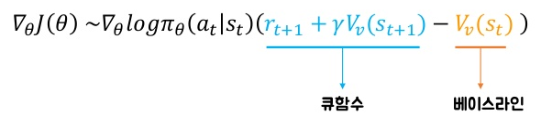 ∇θJ(θ) ~∇θlogπθ(at|st)(rt+1 + γVv(st+1) − Vv(st) )
큐함수 베이스라인